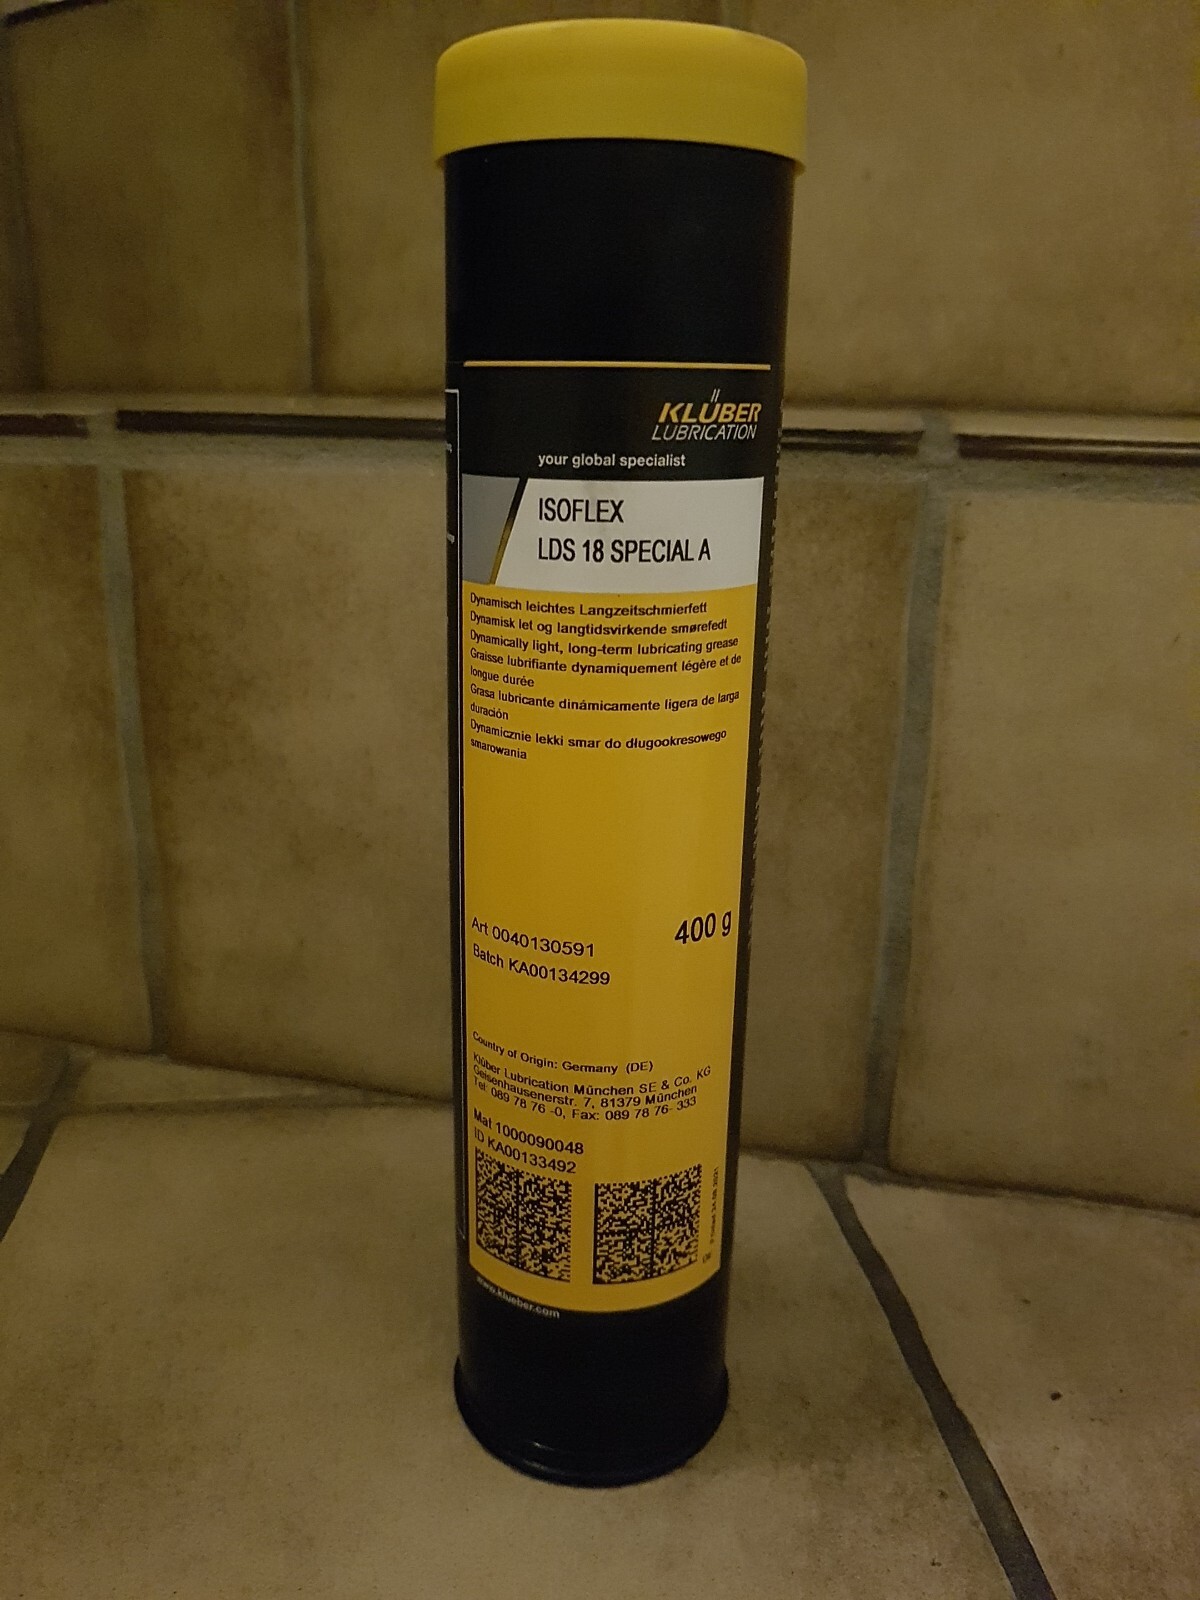 KLÜBER
LUBRICATION
your global specialist
ISOFLEX
LDS 18 SPECIAL A
Dynamisch leichtes Langzeitschmierfett
Dynamisk let og langtidsvirkende smørefedt
Dynamically light, long-term lubricating grease
Graisse lubrifiante dynamiquement légère et de
longue durée
Grasa lubricante dinámicamente ligera de larga
duración
Dynamicznie lekki smar do długookresowego
smarowania
Art 0040130591
400 g
Batch KA00134299
Country of Origin: Germany (DE)
Klüber Lubrication München SE & Co. KG
Geisenhausenerstr. 7, 81379 München
Tel: 089 78 76 -0, Fax: 089 78 76- 333
Mat 1000090048
ID KA00133492
www.klueber.com